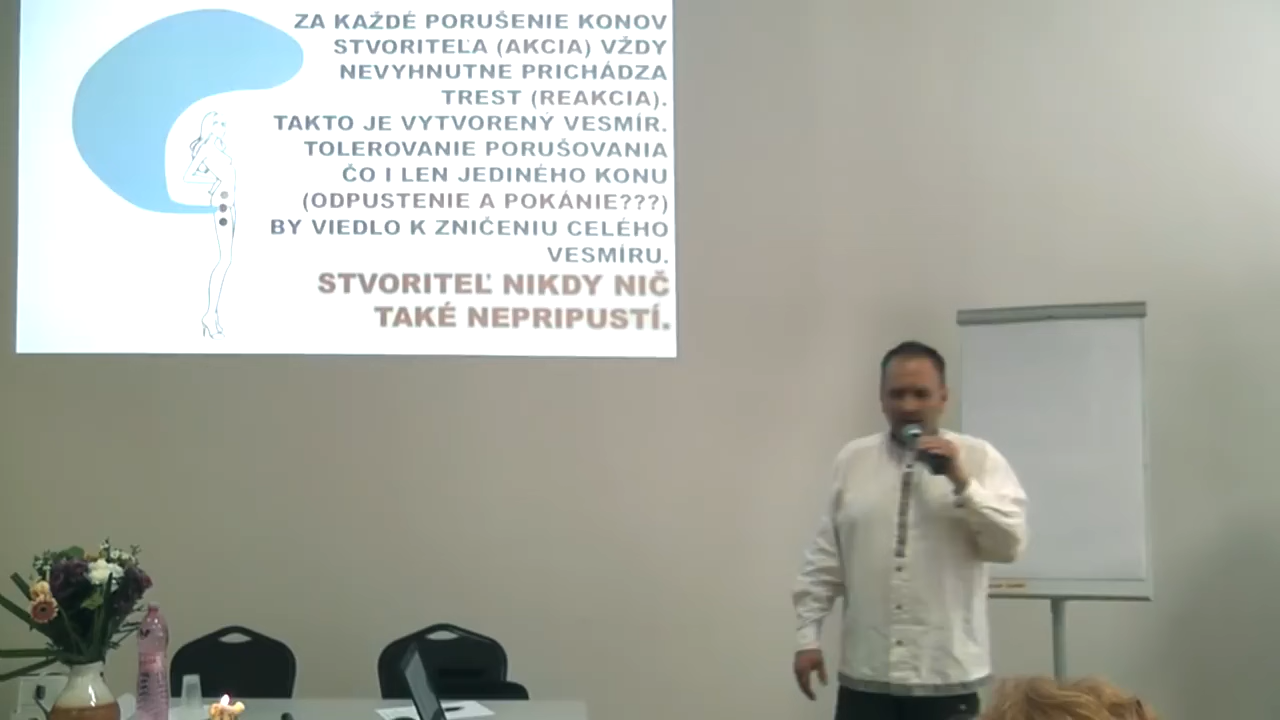 ZA KAŽDÉ PORUŠENIE KONOV
STVORITEĽA (AKCIA) VŽDY
NEVYHNUTNE PRICHÁDZA
TREST (REAKCIA).
TAKTO JE VYTVORENÝ VESMÍR.
TOLEROVANIE PORUŠOVANIA
ČO I LEN JEDINÉHO KONU
(ODPUSTENIE A POKÁNIE???)
BY VIEDLO K ZNIČENIU CELÉHO
VESMÍRU.
STVORITEĽ NIKDY NIČ
TAKÉ NEPRIPUSTÍ.